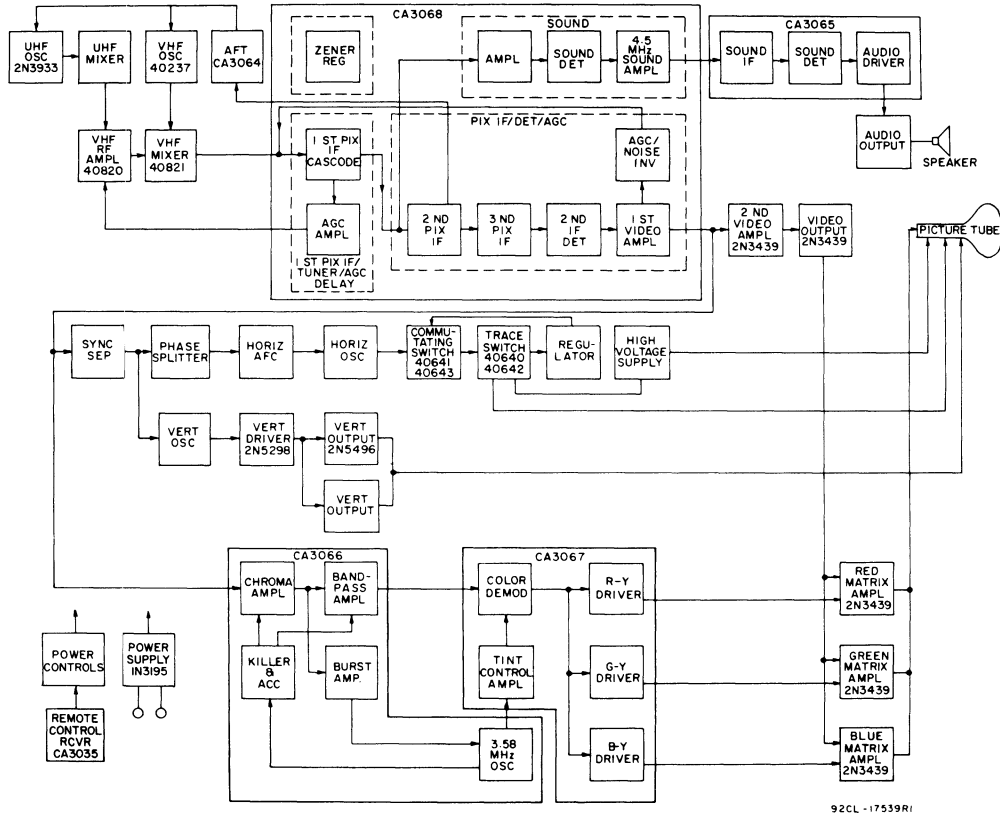 CA3068
UHF
OSC
2N3933
UHF
MIXER
VHF
OSC
40237
AFT
CA3064
ZENER
REG
SOUND
AMPL
SOUND
DET
4.5
MHz
SOUND
AMPL
CA3065
SOUND
IF
SOUND
DET
AUDIO
DRIVER
AUDIO
OUTPUT
SPEAKER
VHF
RF
AMPL
40820
VHF
MIXER
40821
1 ST PIX
IF
CASCODE
AGC
AMPL
1 ST PIX IF/
TUNER/AGC
DELAY
PIX IF/DET/AGC
AGC/
NOISE
INV
2 ND
PIX
IF
3 ND
PIX
IF
2 ND
IF
DET
1 ST
VIDEO
AMPL
2 ND
VIDEO
AMPL
2N3439
VIDEO
OUTPUT
2N3439
PICTURE TUBE
SYNC
SEP
PHASE
SPLITTER
HORIZ
AFC
HORIZ
OSC
COMMU-
TATING
SWITCH
40641
40643
TRACE
SWITCH
40640
40642
REGU-
LATOR
HIGH
VOLTAGE
SUPPLY
VERT
OSC
VERT
DRIVER
2N5298
VERT
OUTPUT
2N5496
VERT
OUTPUT
CA3066
CHROMA
AMPL
BAND-
PASS
AMPL
KILLER
&
ACC
BURST
AMP.
3.58
MHz
OSC
CA3067
COLOR
DEMOD
TINT
CONTROL
AMPL
R-Y
DRIVER
G-Y
DRIVER
B-Y
DRIVER
RED
MATRIX
AMPL
2N3439
GREEN
MATRIX
AMPL
2N3439
BLUE
MATRIX
AMPL
2N3439
POWER
CONTROLS
POWER
SUPPLY
IN3195
REMOTE
CONTROL
RCVR
CA3035
92CL-17539R1